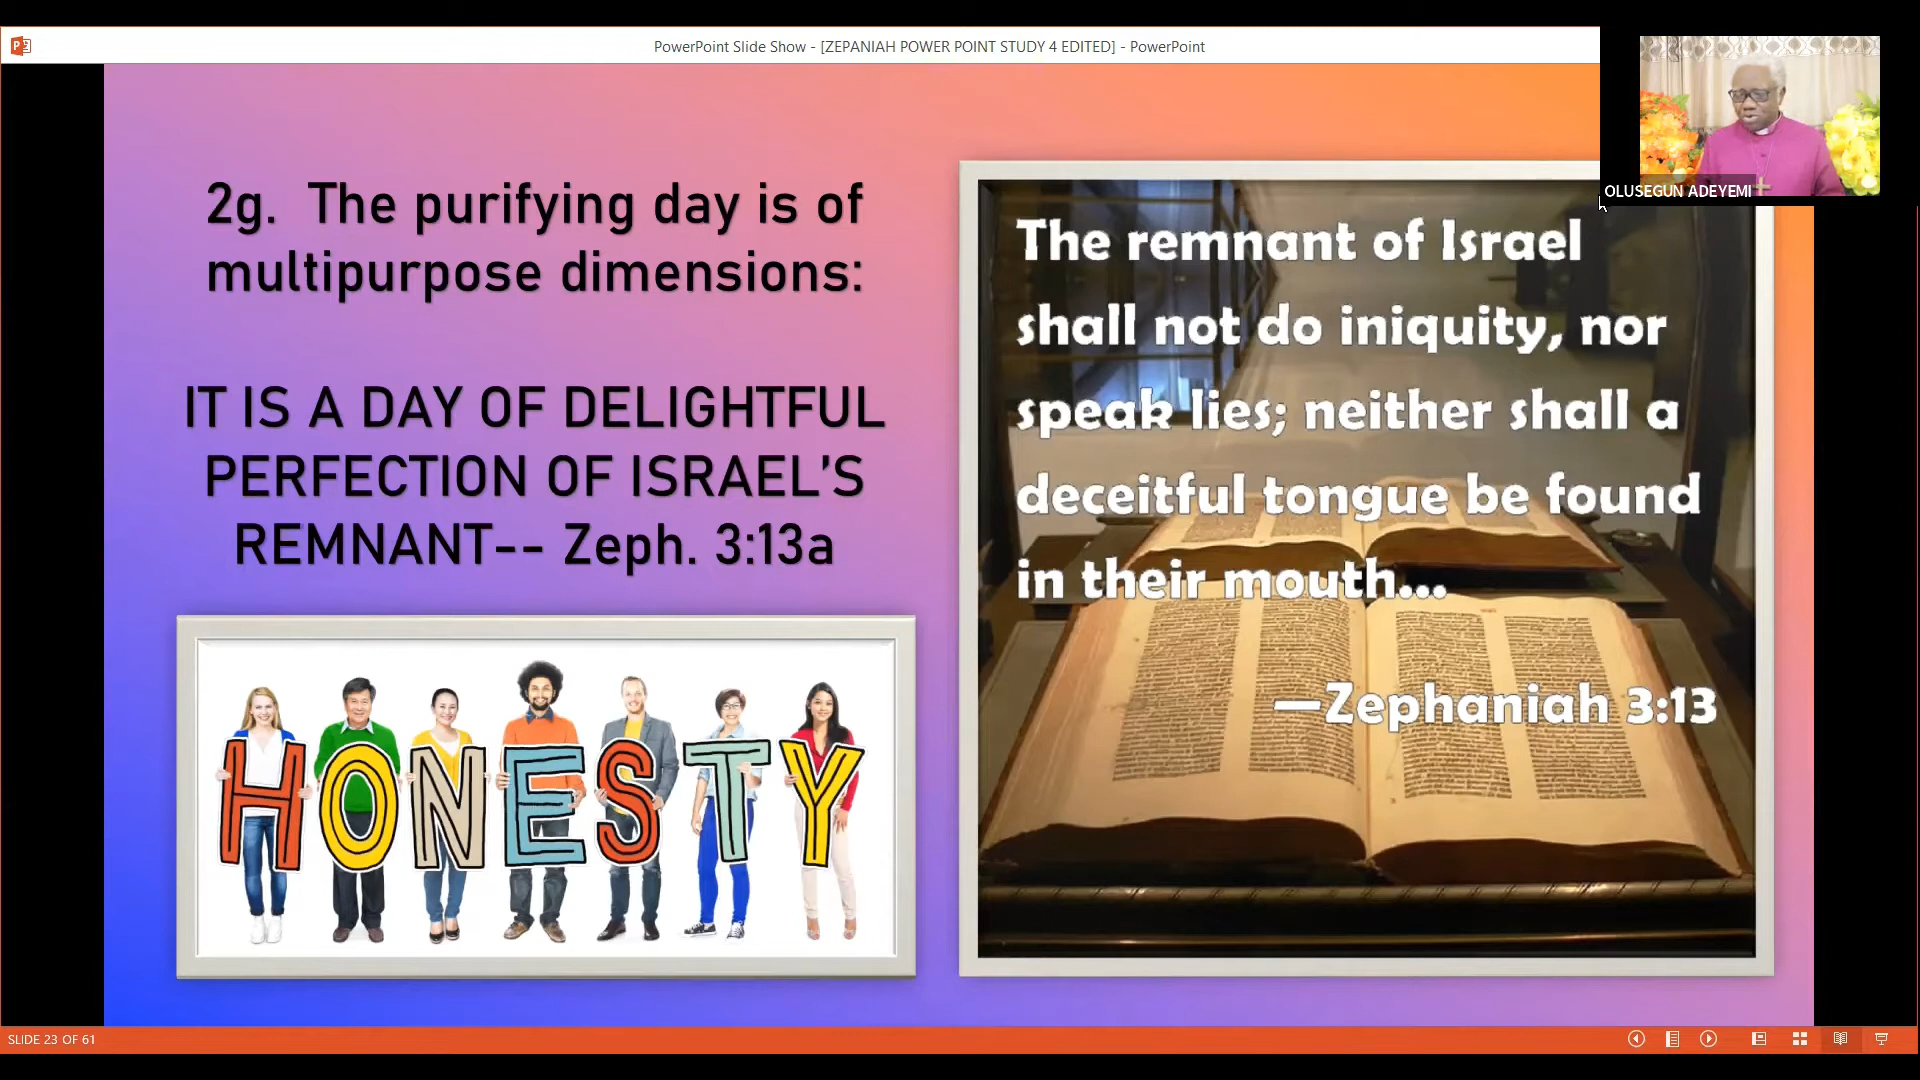 PowerPoint Slide Show - [ZEPANIAH POWER POINT STUDY 4 EDITED] - PowerPoint
OLUSEGUN ADEYEMI
2g. The purifying day is of
multipurpose dimensions:
IT IS A DAY OF DELIGHTFUL
PERFECTION OF ISRAEL’S
REMNANT-- Zeph. 3:13a
HONESTY
The remnant of Israel
shall not do iniquity, nor
speak lies; neither shall a
deceitful tongue be found
in their mouth...
—Zephaniah 3:13
SLIDE 23 OF 61